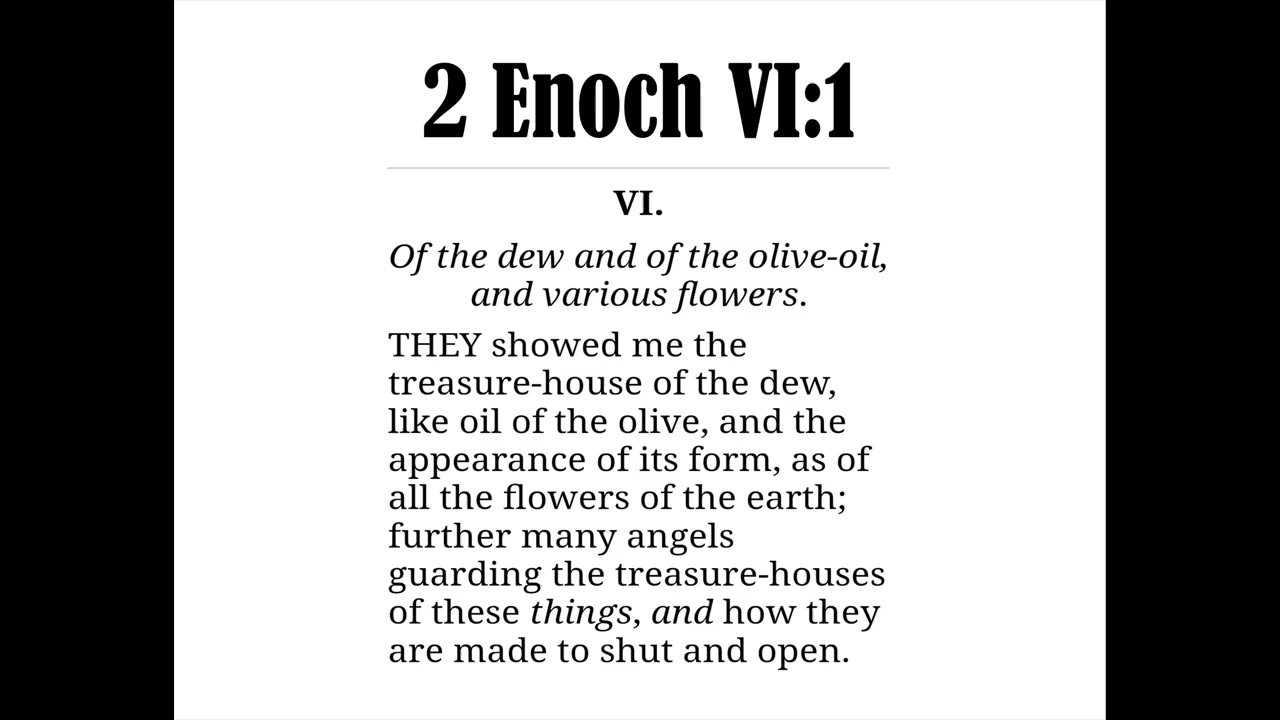 2 Enoch VI:1
VI.
Of the dew and of the olive-oil,
and various flowers.
THEY showed me the
treasure-house of the dew,
like oil of the olive, and the
appearance of its form, as of
all the flowers of the earth;
further many angels
guarding the treasure-houses
of these things, and how they
are made to shut and open.